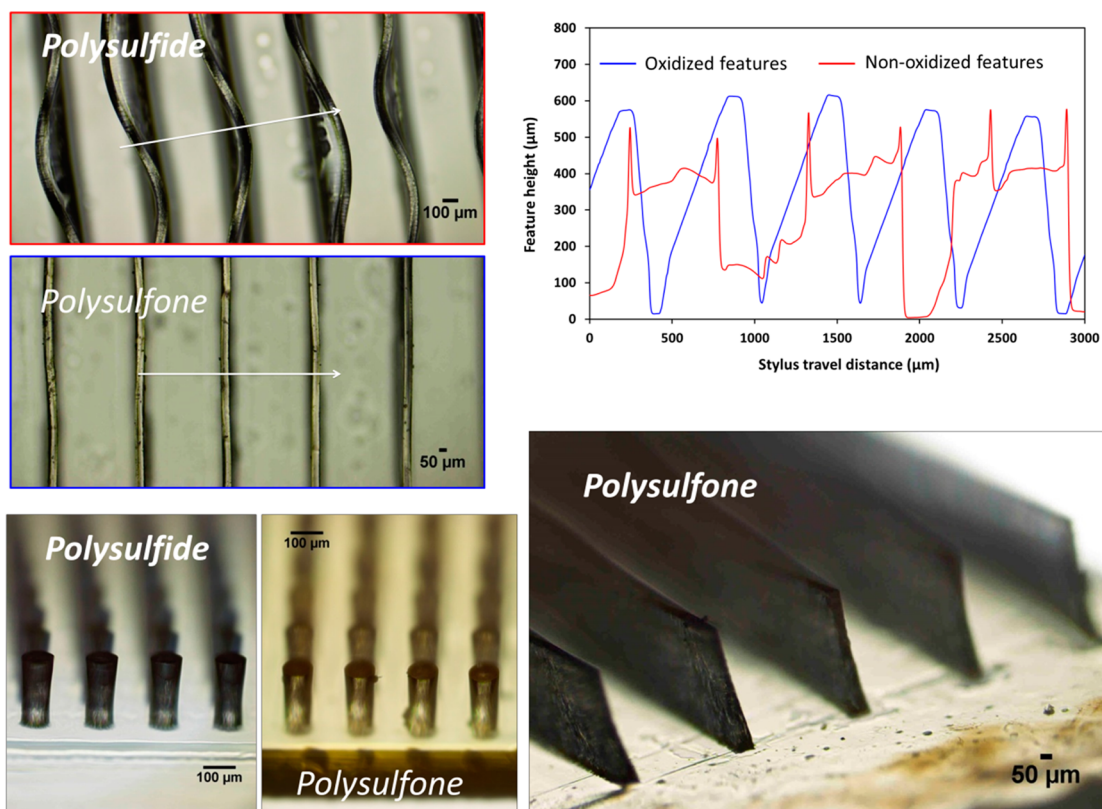 Polysulfide
100 µm
Polysulfone
50 µm
Feature height (µm)
800
700
600
500
400
300
200
100
0
Oxidized features
Non-oxidized features
0 500 1000 1500 2000 2500 3000
Stylus travel distance (µm)
Polysulfide
100 µm
100 µm
Polysulfone
Polysulfone
50 µm